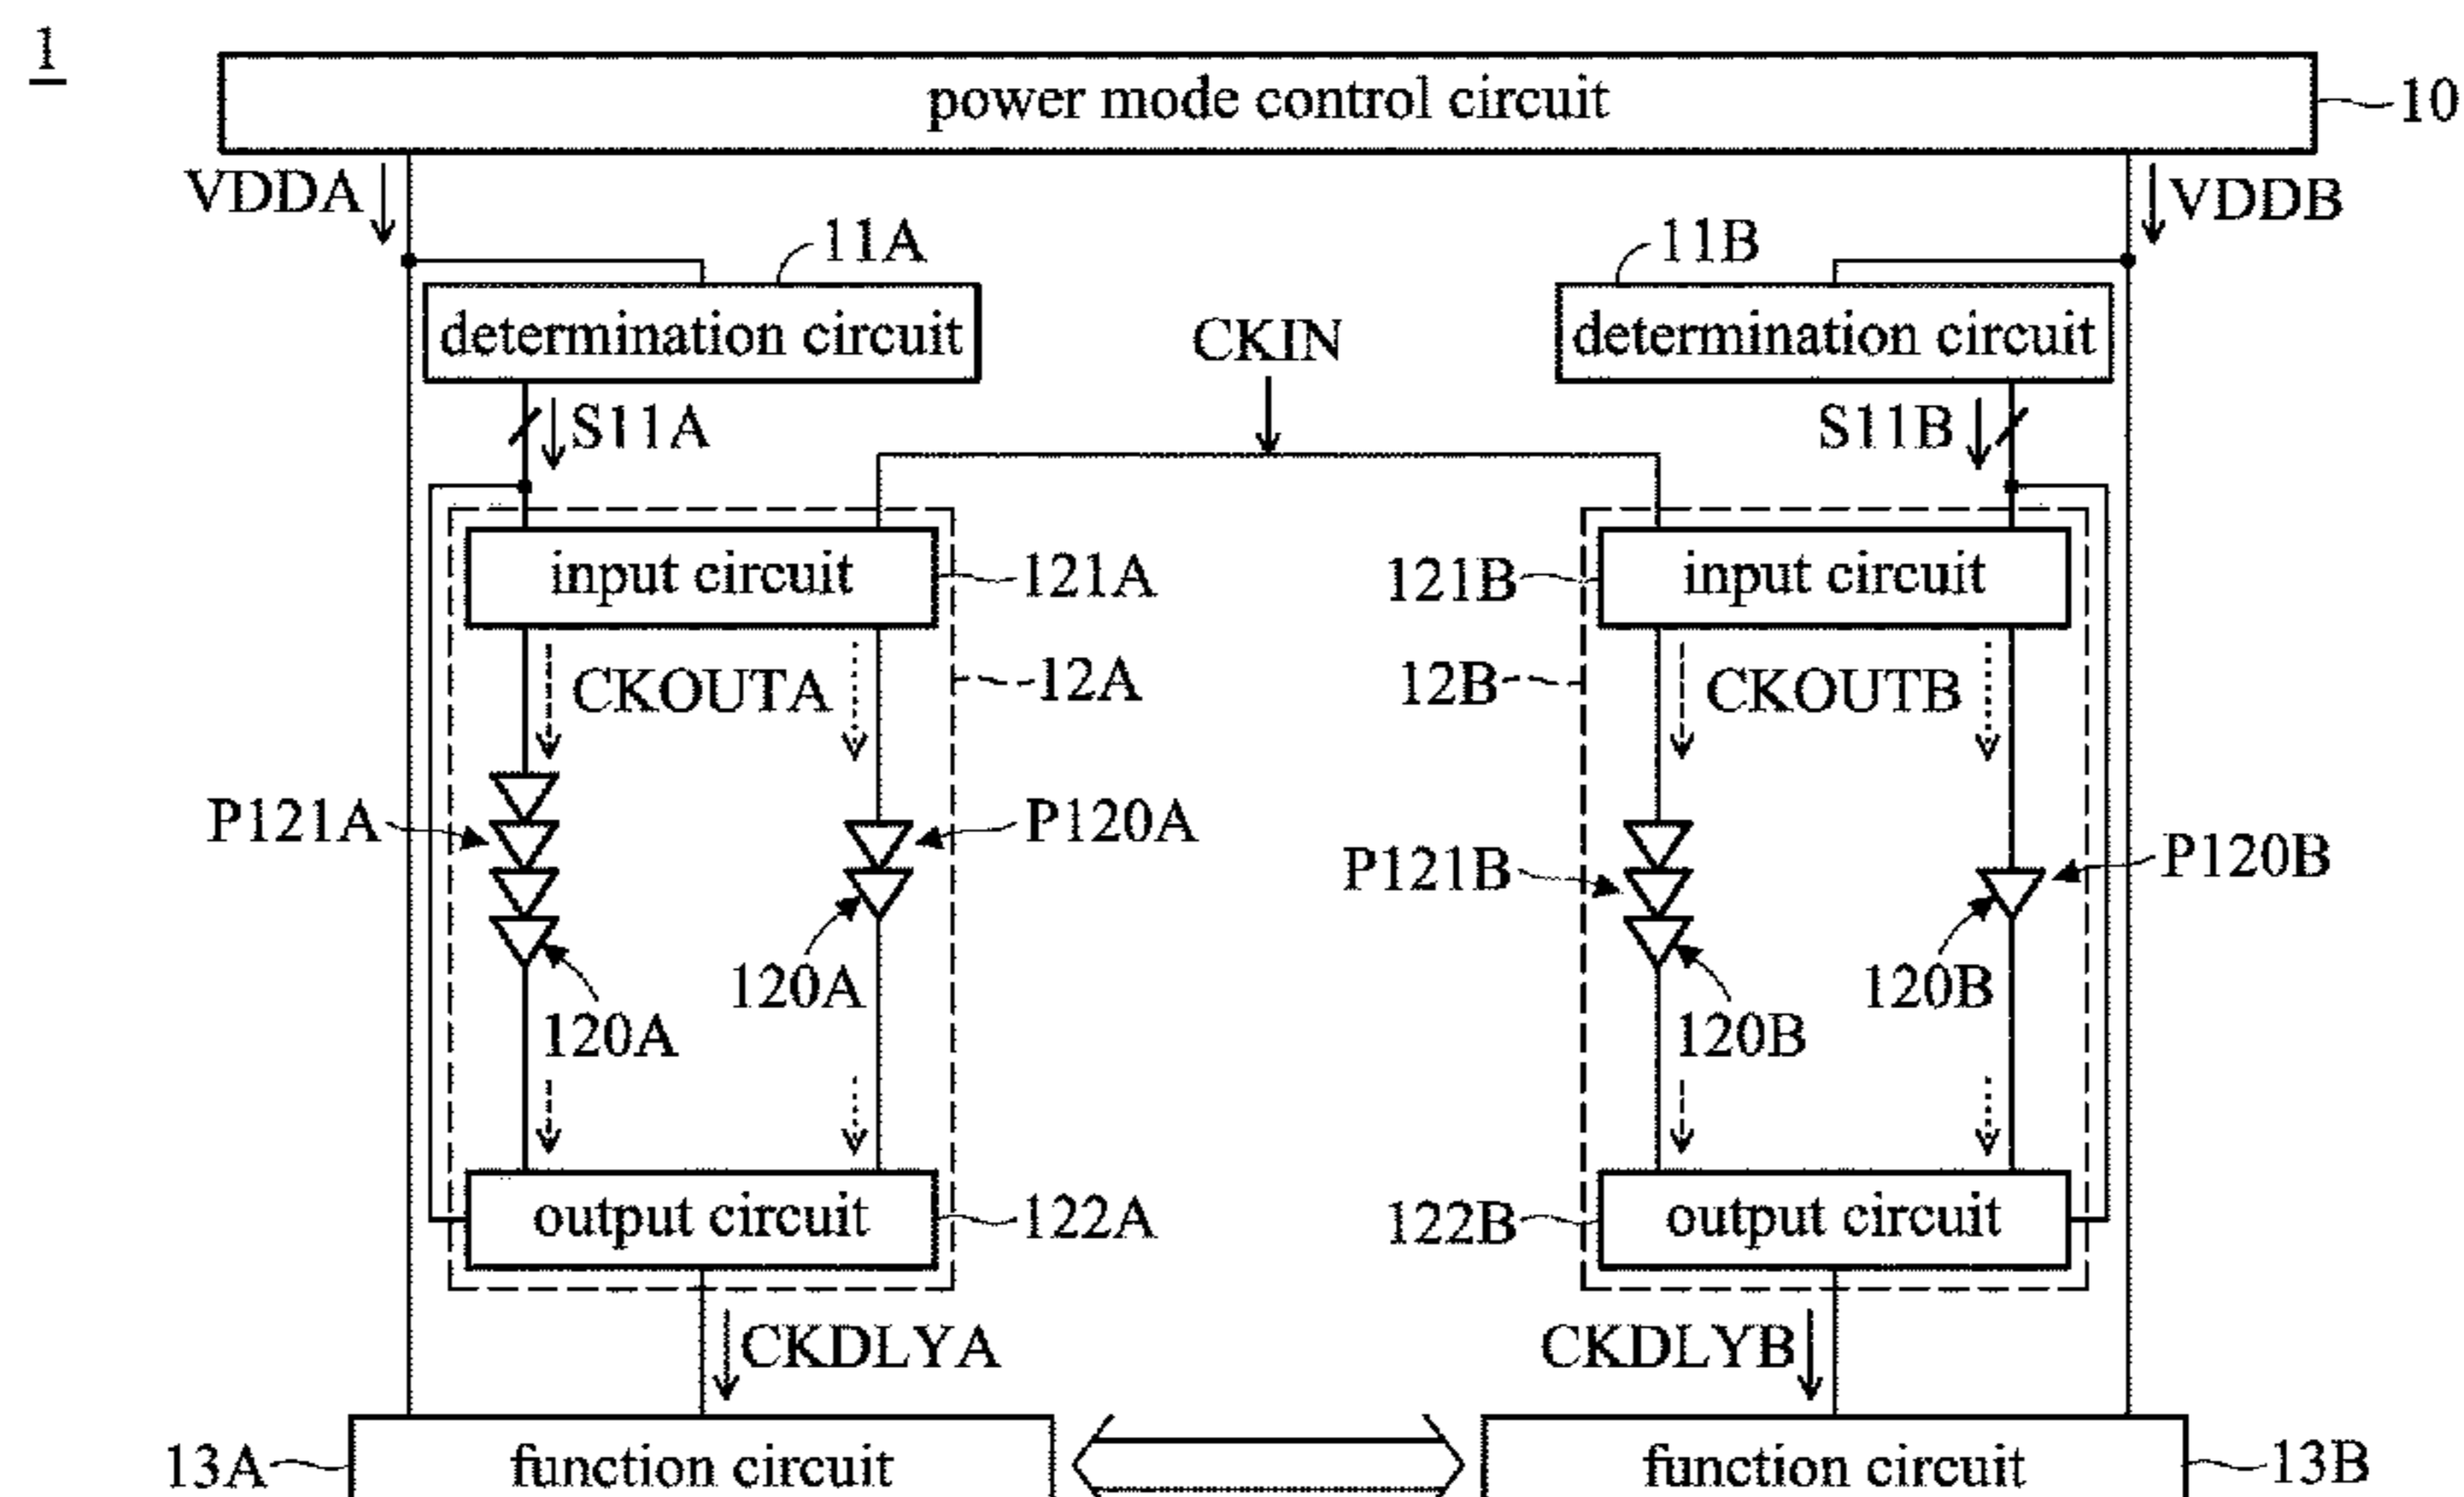 1
power mode control circuit
10
VDDA
VDDB
11A
11B
determination circuit
determination circuit
CKIN
S11A
S11B
input circuit
121A
121B
input circuit
CKOUTA
12A
12B
CKOUTB
P121A
P120A
P121B
P120B
120A
120B
120A
120B
output circuit
122A
122B
output circuit
CKDLYA
CKDLYB
13A
function circuit
function circuit
13B